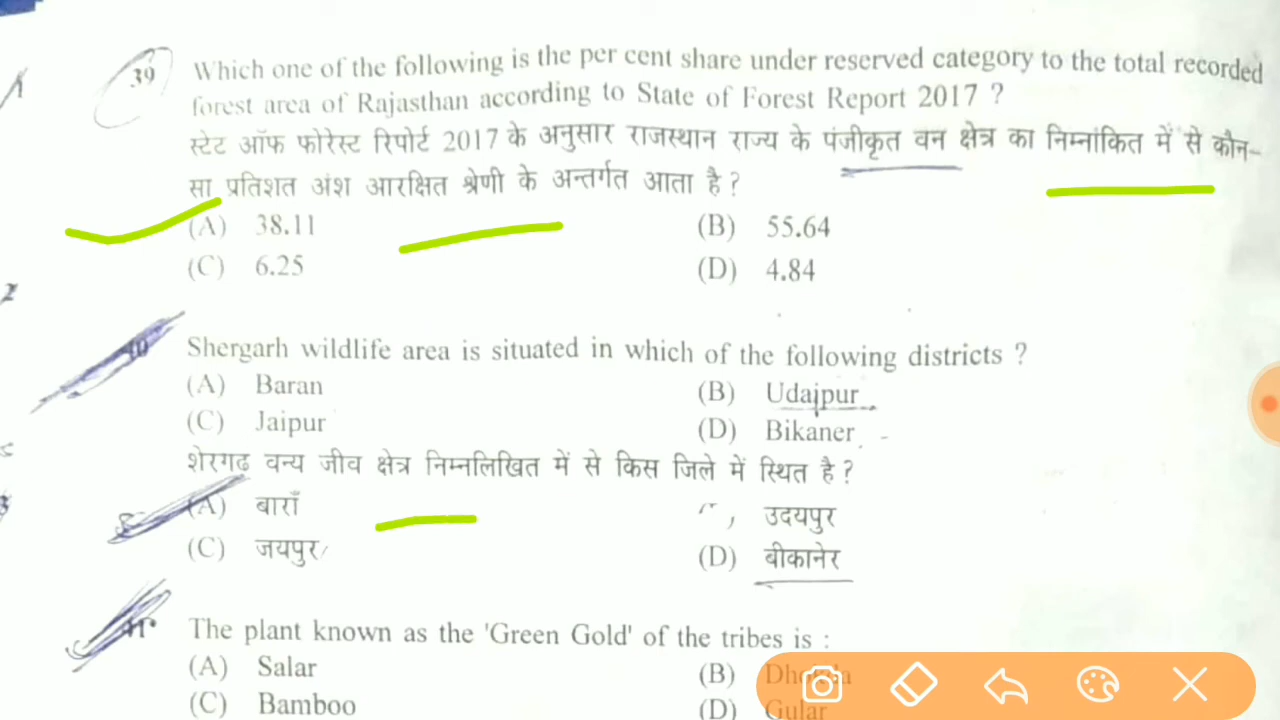 39 Which one of the following is the per cent share under reserved category to the total recorded
forest area of Rajasthan according to State of Forest Report 2017 ?
स्टेट ऑफ फोरेस्ट रिपोर्ट 2017 के अनुसार राजस्थान राज्य के पंजीकृत वन क्षेत्र का निम्नांकित में से कौन-
सा प्रतिशत अंश आरक्षित श्रेणी के अन्तर्गत आता है ?
(A) 38.11 (B) 55.64
(C) 6.25 (D) 4.84
40 Shergarh wildlife area is situated in which of the following districts ?
(A) Baran (B) Udaipur
(C) Jaipur (D) Bikaner
शेरगढ़ वन्य जीव क्षेत्र निम्नलिखित में से किस जिले में स्थित है ?
(A) बाराँ उदयपुर
(C) जयपुर (D) बीकानेर
The plant known as the 'Green Gold' of the tribes is :
(A) Salar (B)
(C) Bamboo (D) Gular